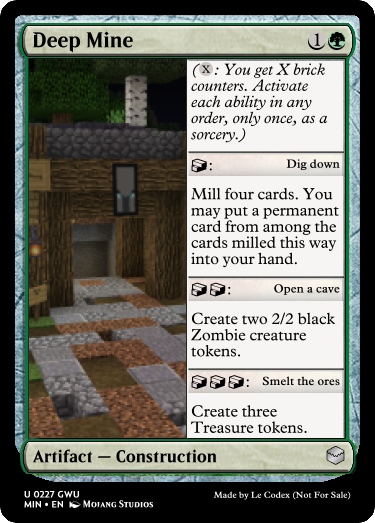 Deep Mine 1
(X: You get X brick
counters. Activate
each ability in any
order, only once, as a
sorcery.)
: Dig down
Mill four cards. You
may put a permanent
card from among the
cards milled this way
into your hand.
: Open a cave
Create two 2/2 black
Zombie creature
tokens.
: Smelt the ores
Create three
Treasure tokens.
Artifact — Construction
U 0227 GWU
MIN • EN Mojang Studios
Made by Le Codex (Not For Sale)